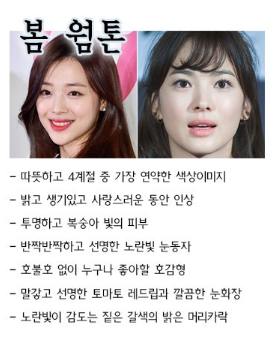 봄 웜톤
- 따뜻하고 4계절 중 가장 연약한 색상이미지
- 밝고 생기있고 사랑스러운 동안 인상
- 투명하고 복숭아 빛의 피부
- 반짝반짝하고 선명한 노란빛 눈동자
- 호불호 없이 누구나 좋아할 호감형
- 말갛고 선명한 토마토 레드립과 깔끔한 눈화장
- 노란빛이 감도는 짙은 갈색의 밝은 머리카락